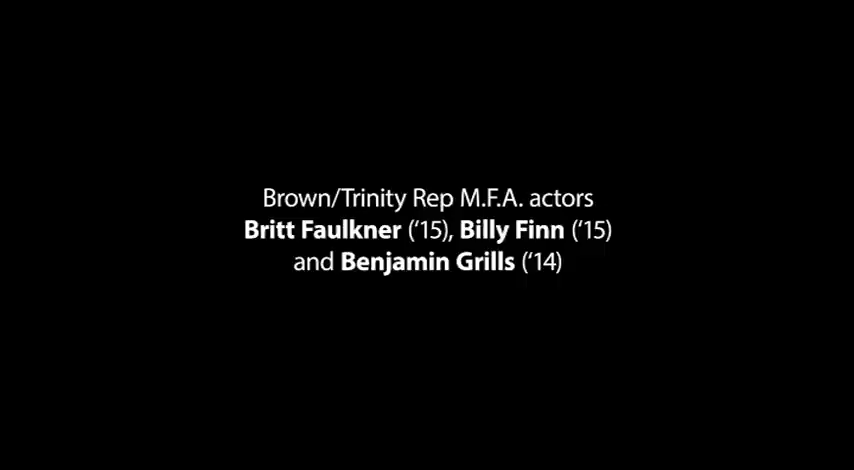 Brown/Trinity Rep M.F.A. actors
Britt Faulkner (‘15), Billy Finn (‘15)
and Benjamin Grills (‘14)